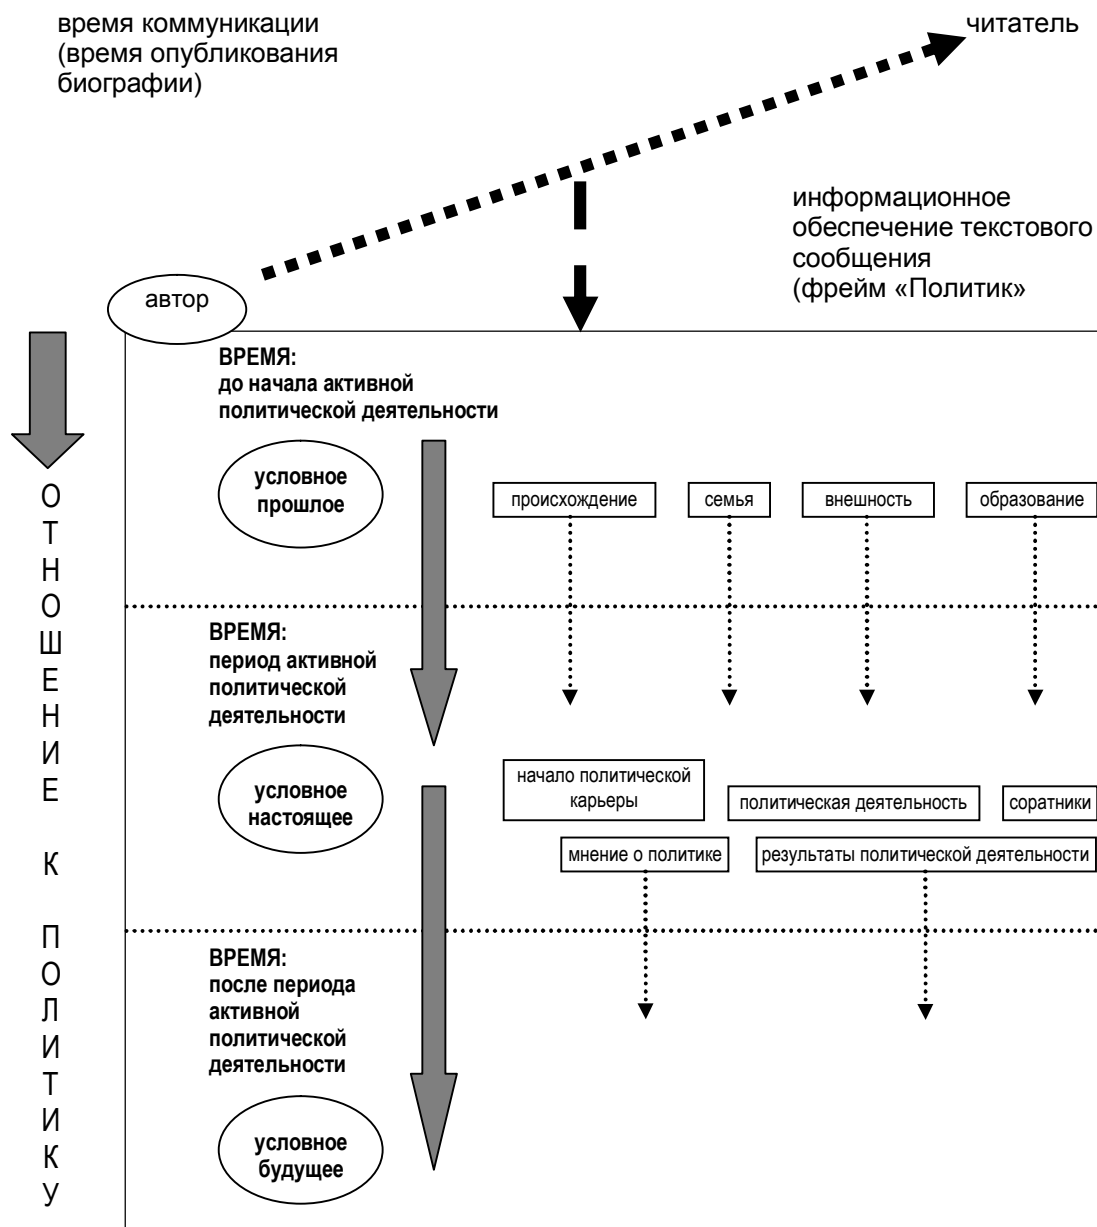 время коммуникации
(время опубликования
биографии)
читатель
информационное
обеспечение текстового
сообщения
(фрейм «Политик»
автор
ВРЕМЯ:
до начала активной
политической деятельности
условное
прошлое
происхождение
семья
внешность
образование
ВРЕМЯ:
период активной
политической
деятельности
условное
настоящее
начало политической
карьеры
политическая деятельность
соратники
мнение о политике
результаты политической деятельности
ВРЕМЯ:
после периода
активной
политической
деятельности
условное
будущее
ОТНОШЕНИЕ К ПОЛИТИКУ